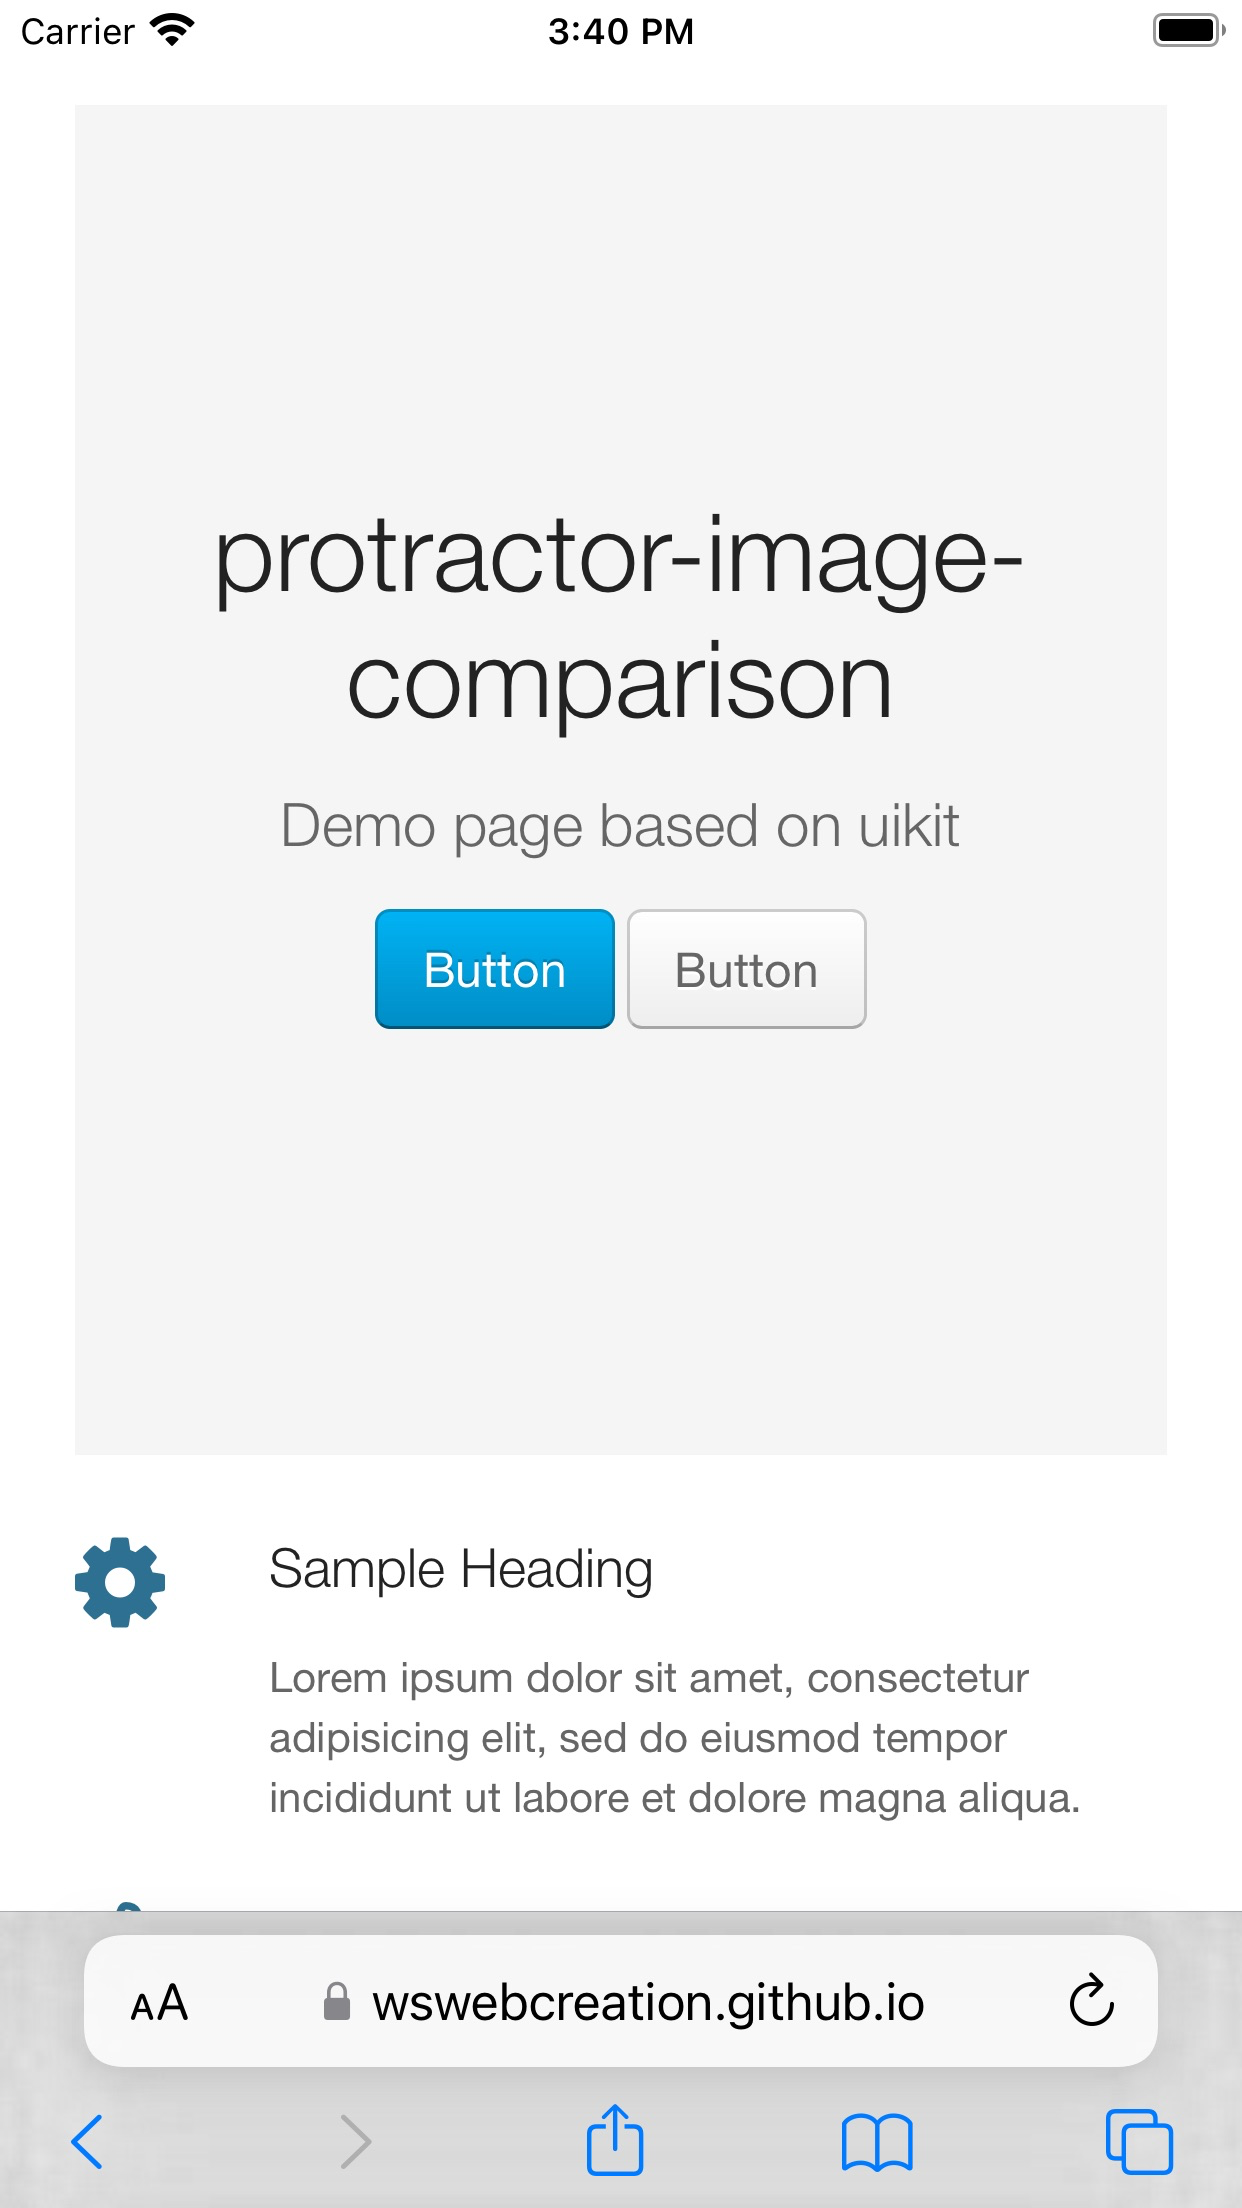 Carrier 3:40 PM
protractor-image-
comparison
Demo page based on uikit
Button Button
Sample Heading
Lorem ipsum dolor sit amet, consectetur
adipisicing elit, sed do eiusmod tempor
incididunt ut labore et dolore magna aliqua.
AA wswebcreation.github.io